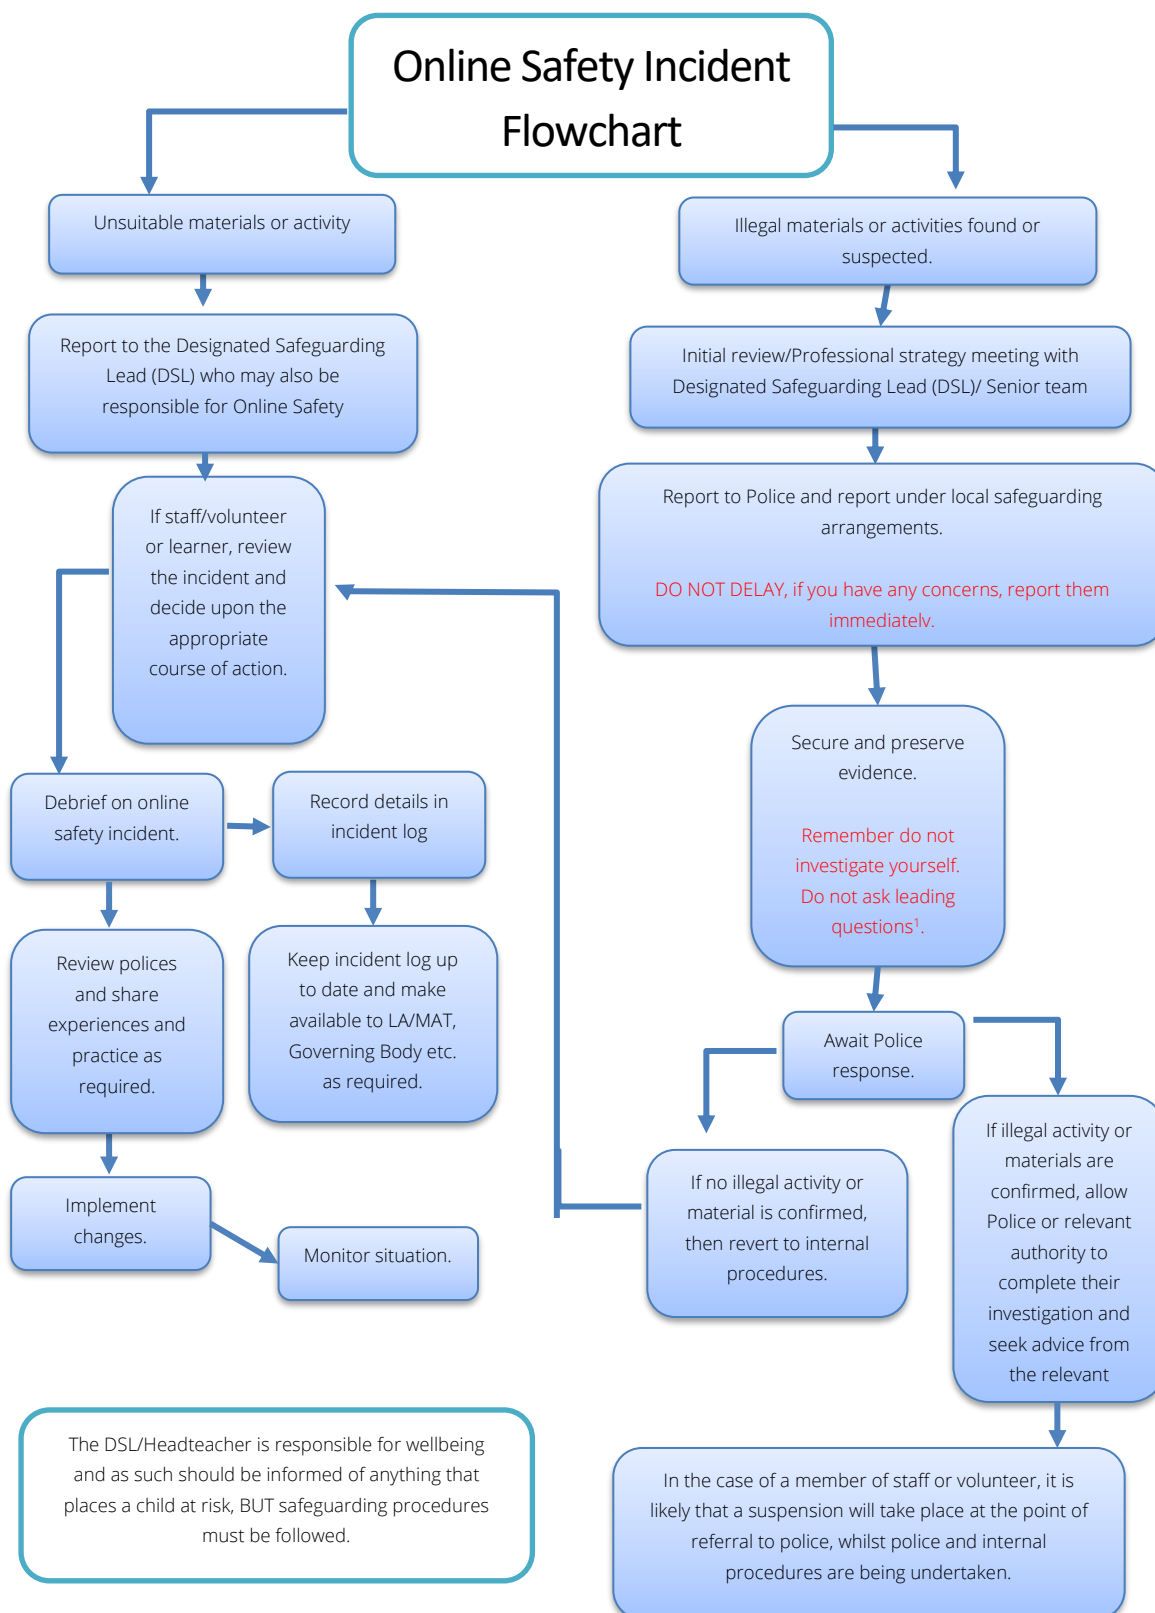 Online Safety Incident
Flowchart
Unsuitable materials or activity
Report to the Designated Safeguarding
Lead (DSL) who may also be
responsible for Online Safety
If staff/volunteer
or learner, review
the incident and
decide upon the
appropriate
course of action.
Debrief on online
safety incident.
Record details in
incident log
Review polices
and share
experiences and
practice as
required.
Keep incident log up
to date and make
available to LA/MAT,
Governing Body etc.
as required.
Implement
changes.
Monitor situation.
Illegal materials or activities found or
suspected.
Initial review/Professional strategy meeting with
Designated Safeguarding Lead (DSL)/ Senior team
Report to Police and report under local safeguarding
arrangements.
DO NOT DELAY, if you have any concerns, report them
immediately.
Secure and preserve
evidence.
Remember do not
investigate yourself.
Do not ask leading
questions¹.
Await Police
response.
If no illegal activity or
material is confirmed,
then revert to internal
procedures.
If illegal activity or
materials are
confirmed, allow
Police or relevant
authority to
complete their
investigation and
seek advice from
the relevant
In the case of a member of staff or volunteer, it is
likely that a suspension will take place at the point of
referral to police, whilst police and internal
procedures are being undertaken.
The DSL/Headteacher is responsible for wellbeing
and as such should be informed of anything that
places a child at risk, BUT safeguarding procedures
must be followed.